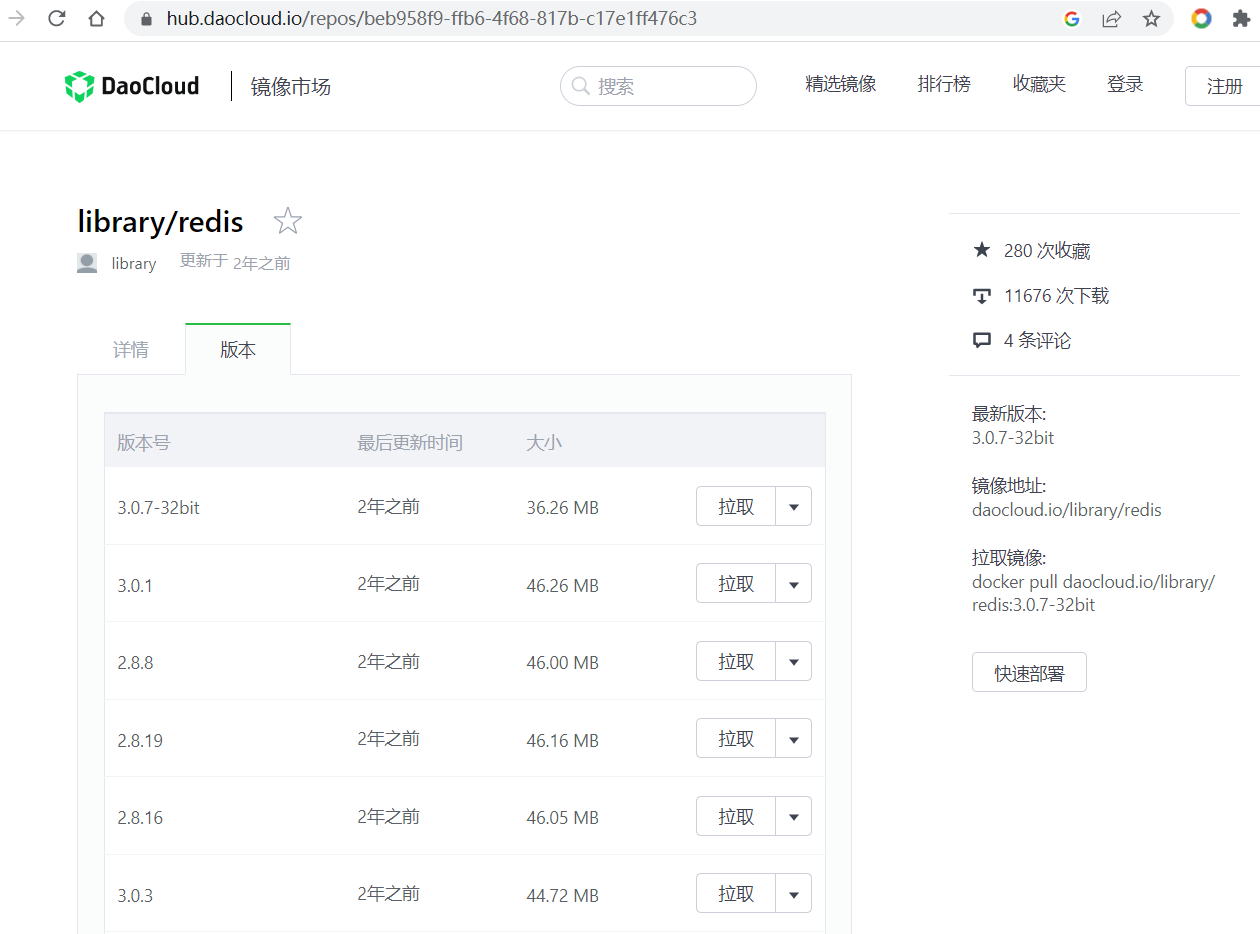 hub.daocloud.io/repos/beb958f9-ffb6-4f68-817b-c17e1ff476c3
DaoCloud 镜像市场 搜索 精选镜像 排行榜 收藏夹 登录 注册
library/redis
library 更新于 2年之前
详情 版本
版本号 最后更新时间 大小
3.0.7-32bit 2年之前 36.26 MB 拉取
3.0.1 2年之前 46.26 MB 拉取
2.8.8 2年之前 46.00 MB 拉取
2.8.19 2年之前 46.16 MB 拉取
2.8.16 2年之前 46.05 MB 拉取
3.0.3 2年之前 44.72 MB 拉取
280 次收藏
11676 次下载
4 条评论
最新版本:
3.0.7-32bit
镜像地址:
daocloud.io/library/redis
拉取镜像:
docker pull daocloud.io/library/
redis:3.0.7-32bit
快速部署